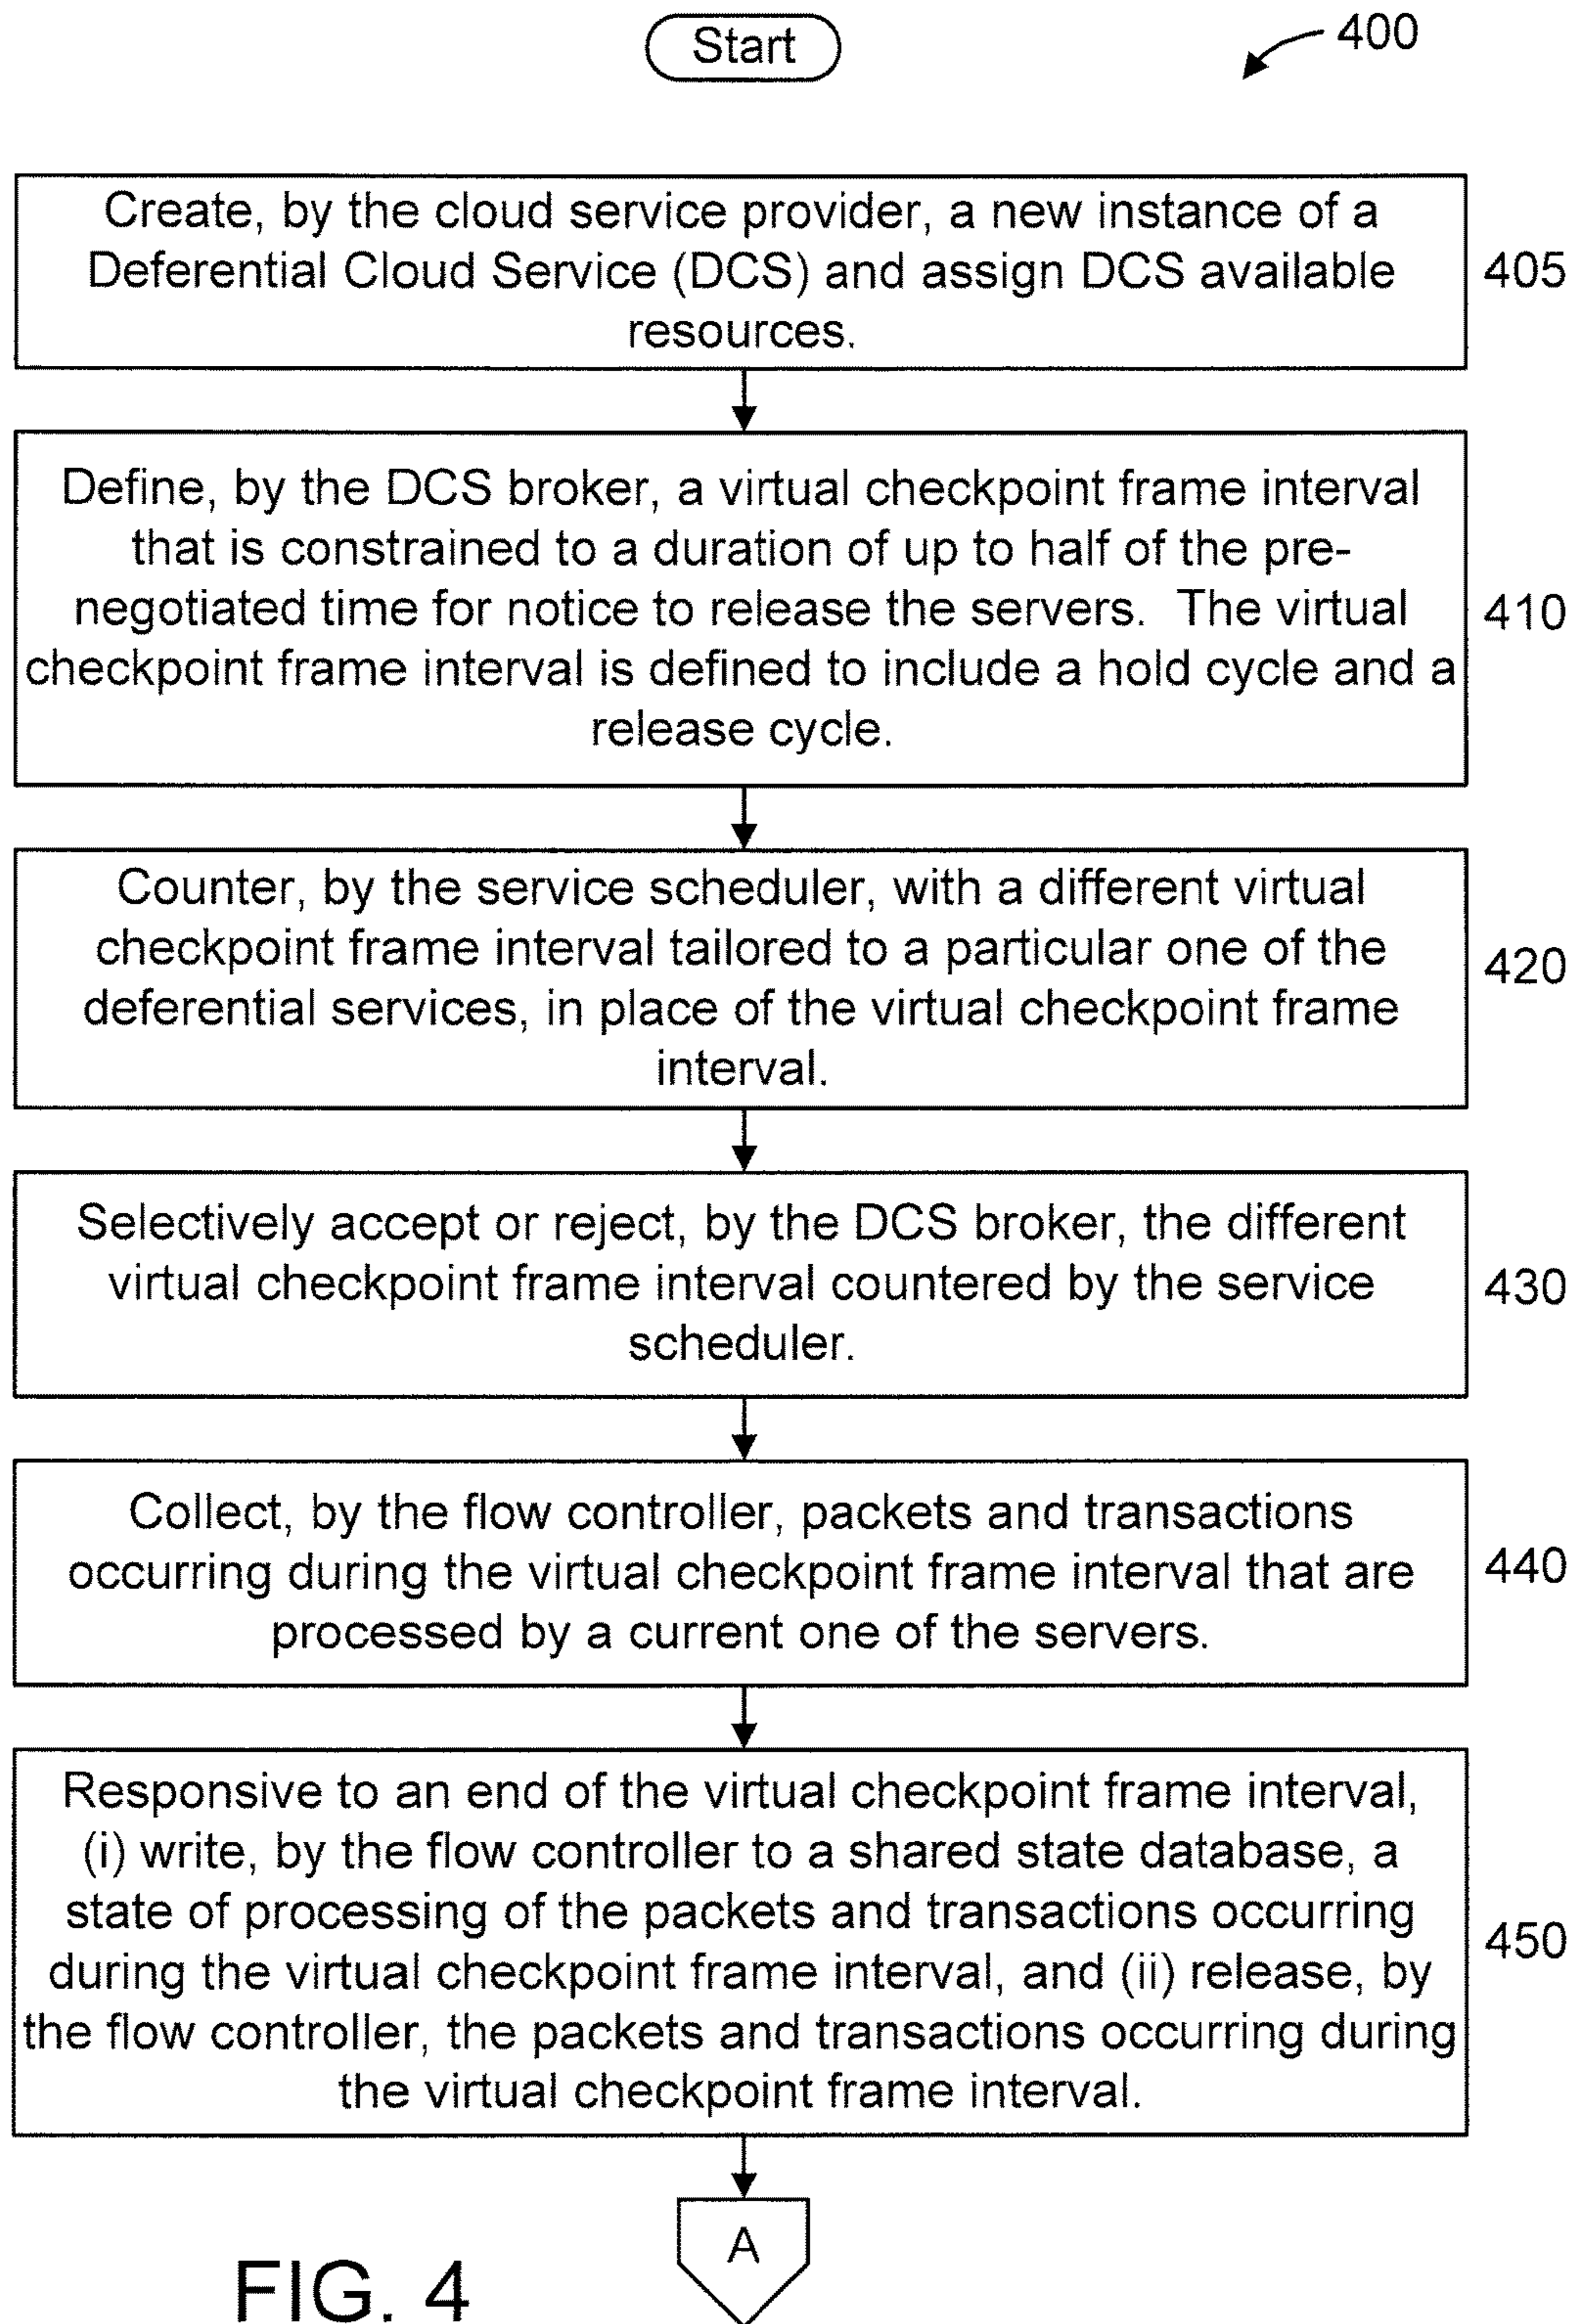 Start
400
Create, by the cloud service provider, a new instance of a
Deferential Cloud Service (DCS) and assign DCS available
resources.
405
Define, by the DCS broker, a virtual checkpoint frame interval
that is constrained to a duration of up to half of the pre-
negotiated time for notice to release the servers. The virtual
checkpoint frame interval is defined to include a hold cycle and a
release cycle.
410
Counter, by the service scheduler, with a different virtual
checkpoint frame interval tailored to a particular one of the
deferential services, in place of the virtual checkpoint frame
interval.
420
Selectively accept or reject, by the DCS broker, the different
virtual checkpoint frame interval countered by the service
scheduler.
430
Collect, by the flow controller, packets and transactions
occurring during the virtual checkpoint frame interval that are
processed by a current one of the servers.
440
Responsive to an end of the virtual checkpoint frame interval,
(i) write, by the flow controller to a shared state database, a
state of processing of the packets and transactions occurring
during the virtual checkpoint frame interval, and (ii) release, by
the flow controller, the packets and transactions occurring during
the virtual checkpoint frame interval.
450
A
FIG. 4